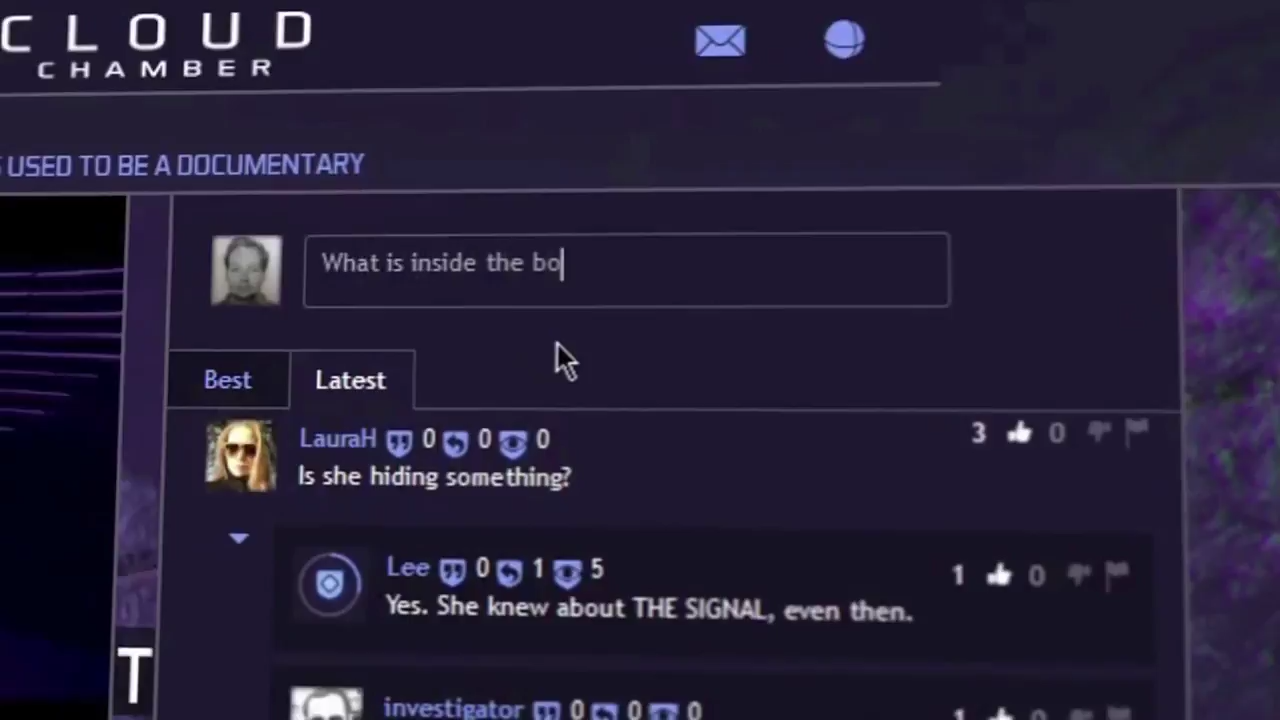 CLOUD
CHAMBER
USED TO BE A DOCUMENTARY
What is inside the bo
Best
Latest
LauraH 0 0 0
3 0
Is she hiding something?
Lee 0 1 5
1 0
Yes. She knew about THE SIGNAL, even then.
T
investigator 0 0 0
1 0